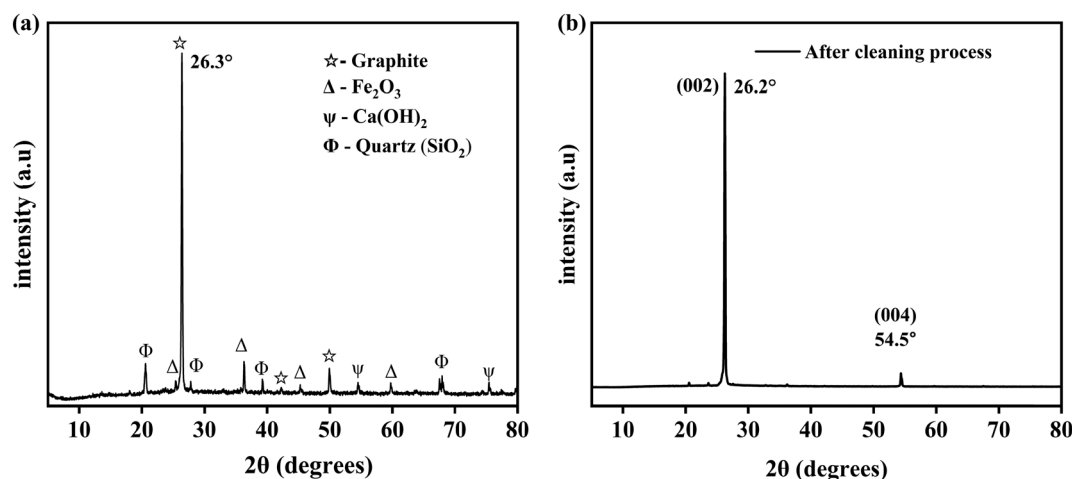 (a)
☆
26.3°
☆- Graphite
Δ - Fe₂O₃
ψ - Ca(OH)₂
Φ - Quartz (SiO₂)
Φ
Δ
Φ
Δ
Φ
☆
Δ
☆
ψ
Δ
Φ
ψ
intensity (a.u)
10 20 30 40 50 60 70 80
2θ (degrees)
(b)
After cleaning process
(002) 26.2°
(004)
54.5°
intensity (a.u)
10 20 30 40 50 60 70 80
2θ (degrees)